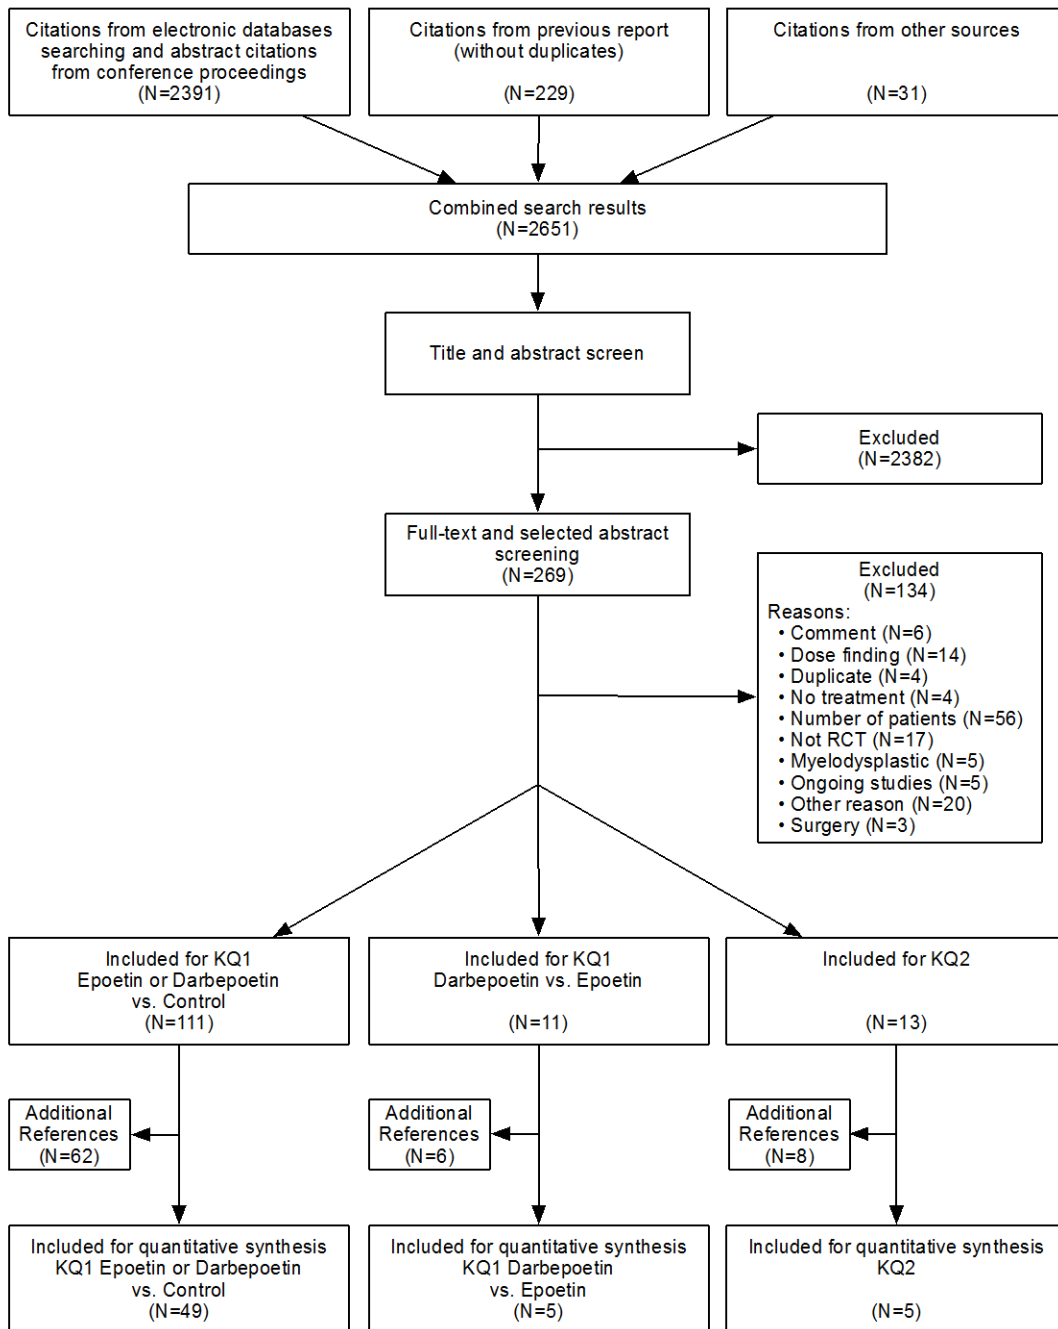 Citations from electronic databases
searching and abstract citations
from conference proceedings
(N=2391)
Citations from previous report
(without duplicates)
(N=229)
Citations from other sources
(N=31)
Combined search results
(N=2651)
Title and abstract screen
Excluded
(N=2382)
Full-text and selected abstract
screening
(N=269)
Excluded
(N=134)
Reasons:
• Comment (N=6)
• Dose finding (N=14)
• Duplicate (N=4)
• No treatment (N=4)
• Number of patients (N=56)
• Not RCT (N=17)
• Myelodysplastic (N=5)
• Ongoing studies (N=5)
• Other reason (N=20)
• Surgery (N=3)
Included for KQ1
Epoetin or Darbepoetin
vs. Control
(N=111)
Included for KQ1
Darbepoetin vs. Epoetin
(N=11)
Included for KQ2
(N=13)
Additional
References
(N=62)
Additional
References
(N=6)
Additional
References
(N=8)
Included for quantitative synthesis
KQ1 Epoetin or Darbepoetin
vs. Control
(N=49)
Included for quantitative synthesis
KQ1 Darbepoetin
vs. Epoetin
(N=5)
Included for quantitative synthesis
KQ2
(N=5)